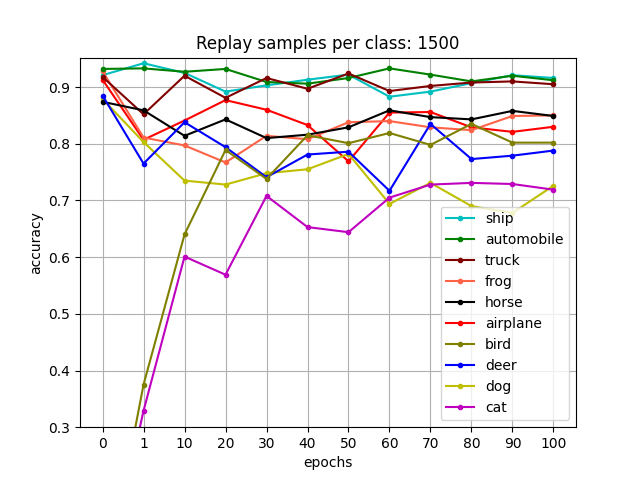 Replay samples per class: 1500
accuracy
0.9
0.8
0.7
0.6
0.5
0.4
0.3
ship
automobile
truck
frog
horse
airplane
bird
deer
dog
cat
0 1 10 20 30 40 50 60 70 80 90 100
epochs